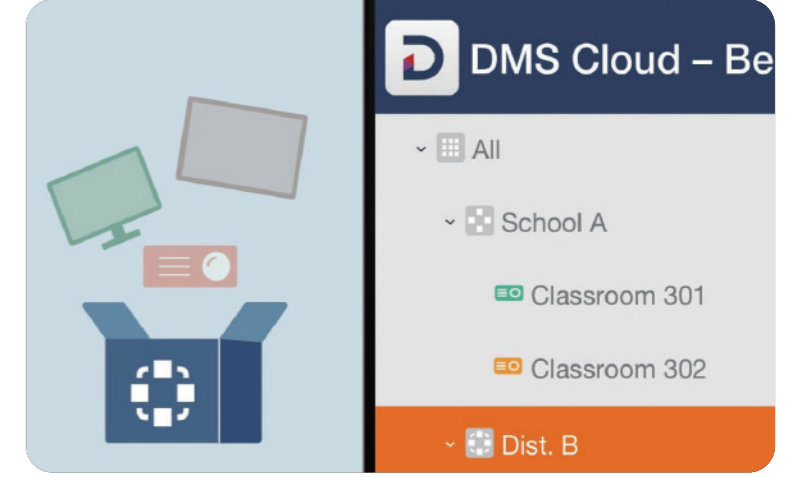 DMS Cloud – Be
All
School A
Classroom 301
Classroom 302
Dist. B